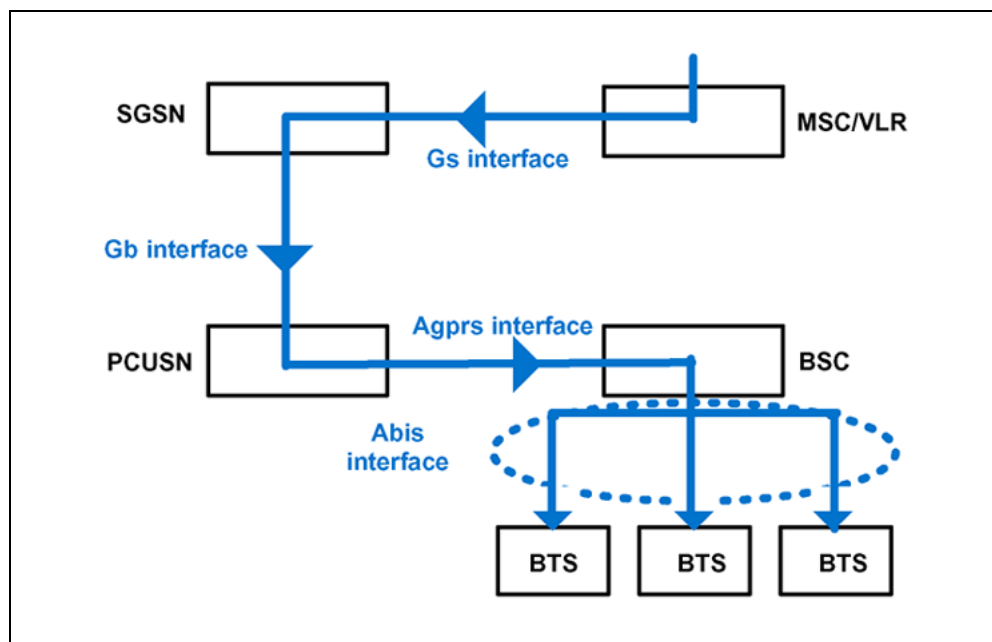 SGSN
MSC/VLR
Gs interface
Gb interface
Agprs interface
PCUSN
BSC
Abis
interface
BTS
BTS
BTS